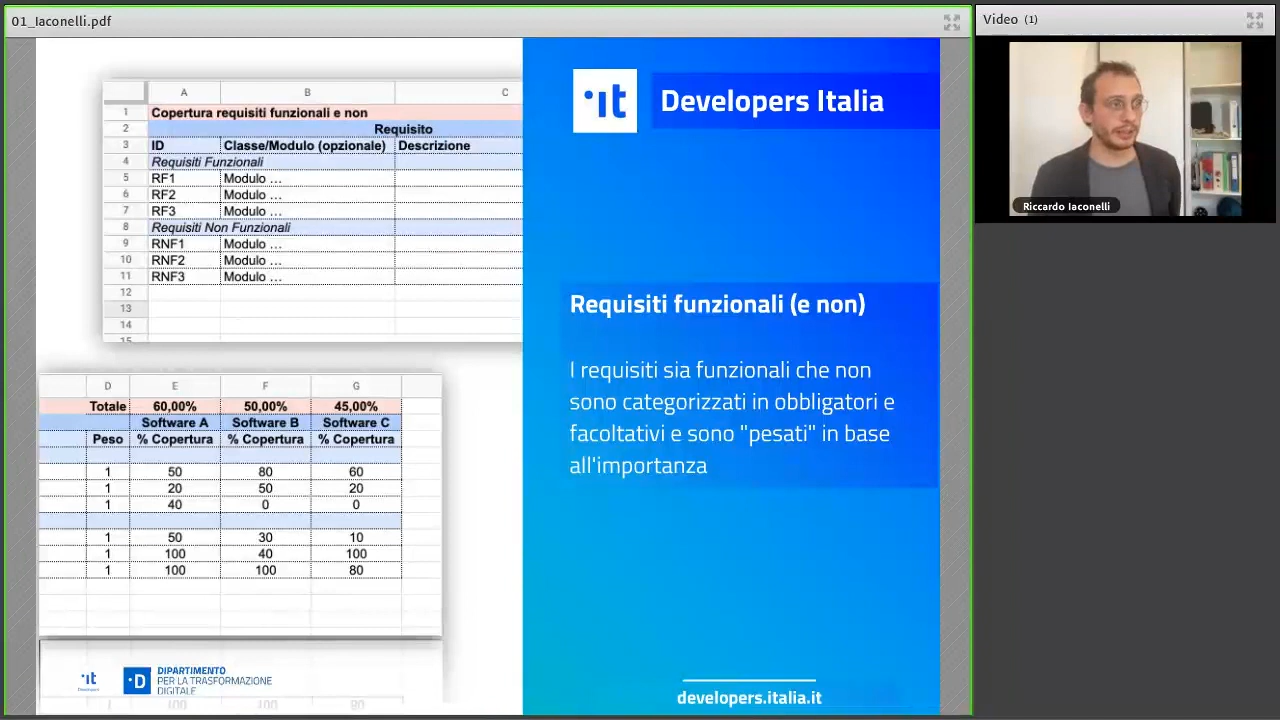 01_Iaconelli.pdf
Video (1)
A B C
1 Copertura requisiti funzionali e non
2 Requisito
3 ID Classe/Modulo (opzionale) Descrizione
4 Requisiti Funzionali
5 RF1 Modulo ...
6 RF2 Modulo ...
7 RF3 Modulo ...
8 Requisiti Non Funzionali
9 RNF1 Modulo ...
10 RNF2 Modulo ...
11 RNF3 Modulo ...
12
13
14
15
D E F G
Totale 60,00% 50,00% 45,00%
Software A Software B Software C
Peso % Copertura % Copertura % Copertura
1 50 80 60
1 20 50 20
1 40 0 0
1 50 30 10
1 100 40 100
1 100 100 80
·it
Developers
·D
DIPARTIMENTO
PER LA TRASFORMAZIONE
DIGITALE
·it
Developers Italia
Requisiti funzionali (e non)
I requisiti sia funzionali che non
sono categorizzati in obbligatori e
facoltativi e sono "pesati" in base
all'importanza
developers.italia.it
Riccardo Iaconelli